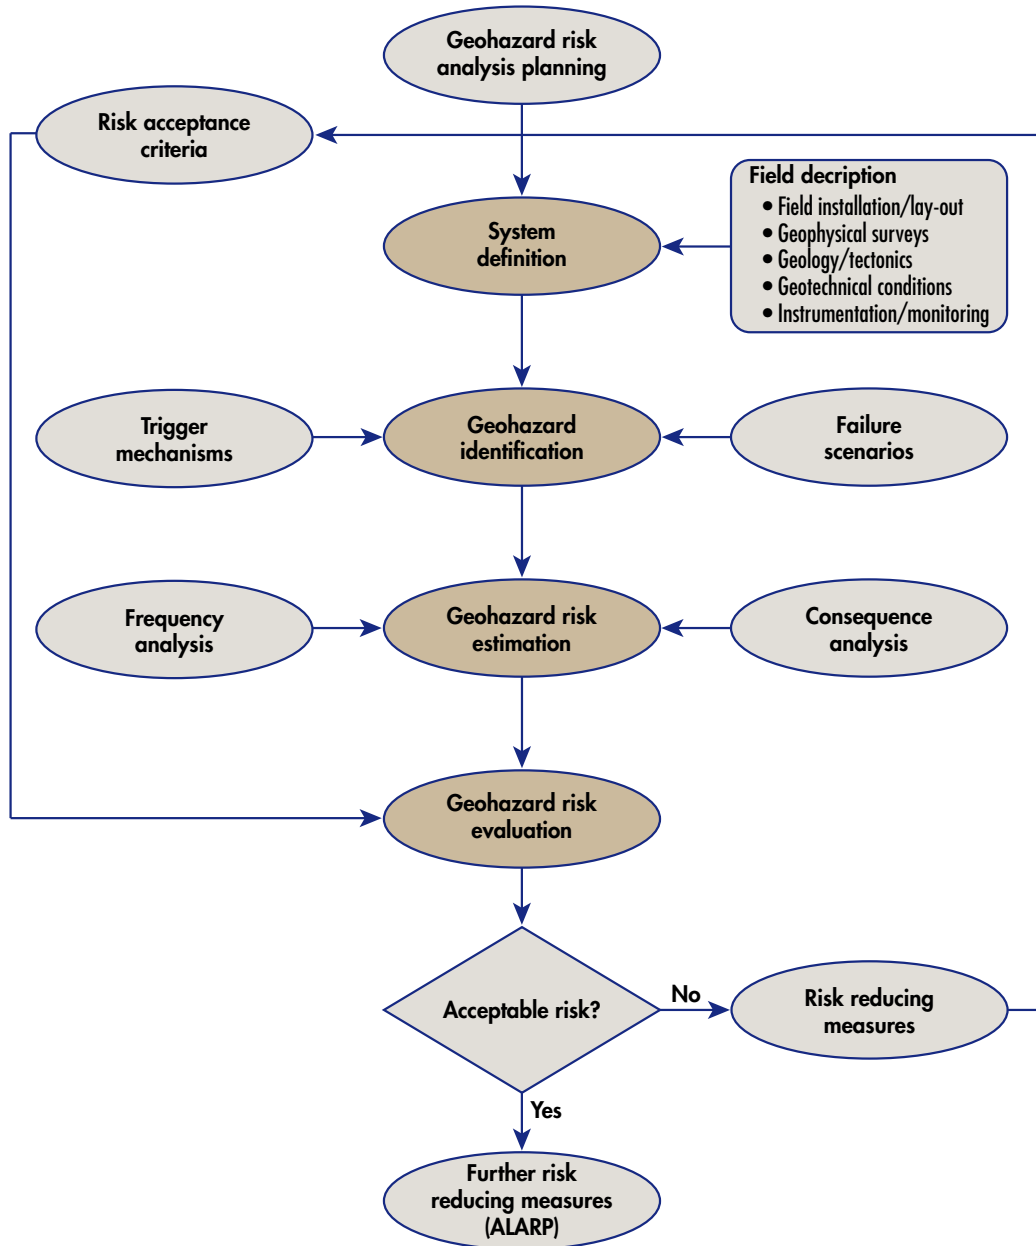 Geohazard risk
analysis planning
Risk acceptance
criteria
Field decription
• Field installation/lay-out
• Geophysical surveys
• Geology/tectonics
• Geotechnical conditions
• Instrumentation/monitoring
System
definition
Trigger
mechanisms
Geohazard
identification
Failure
scenarios
Frequency
analysis
Geohazard risk
estimation
Consequence
analysis
Geohazard risk
evaluation
Acceptable risk?
No
Risk reducing
measures
Yes
Further risk
reducing measures
(ALARP)